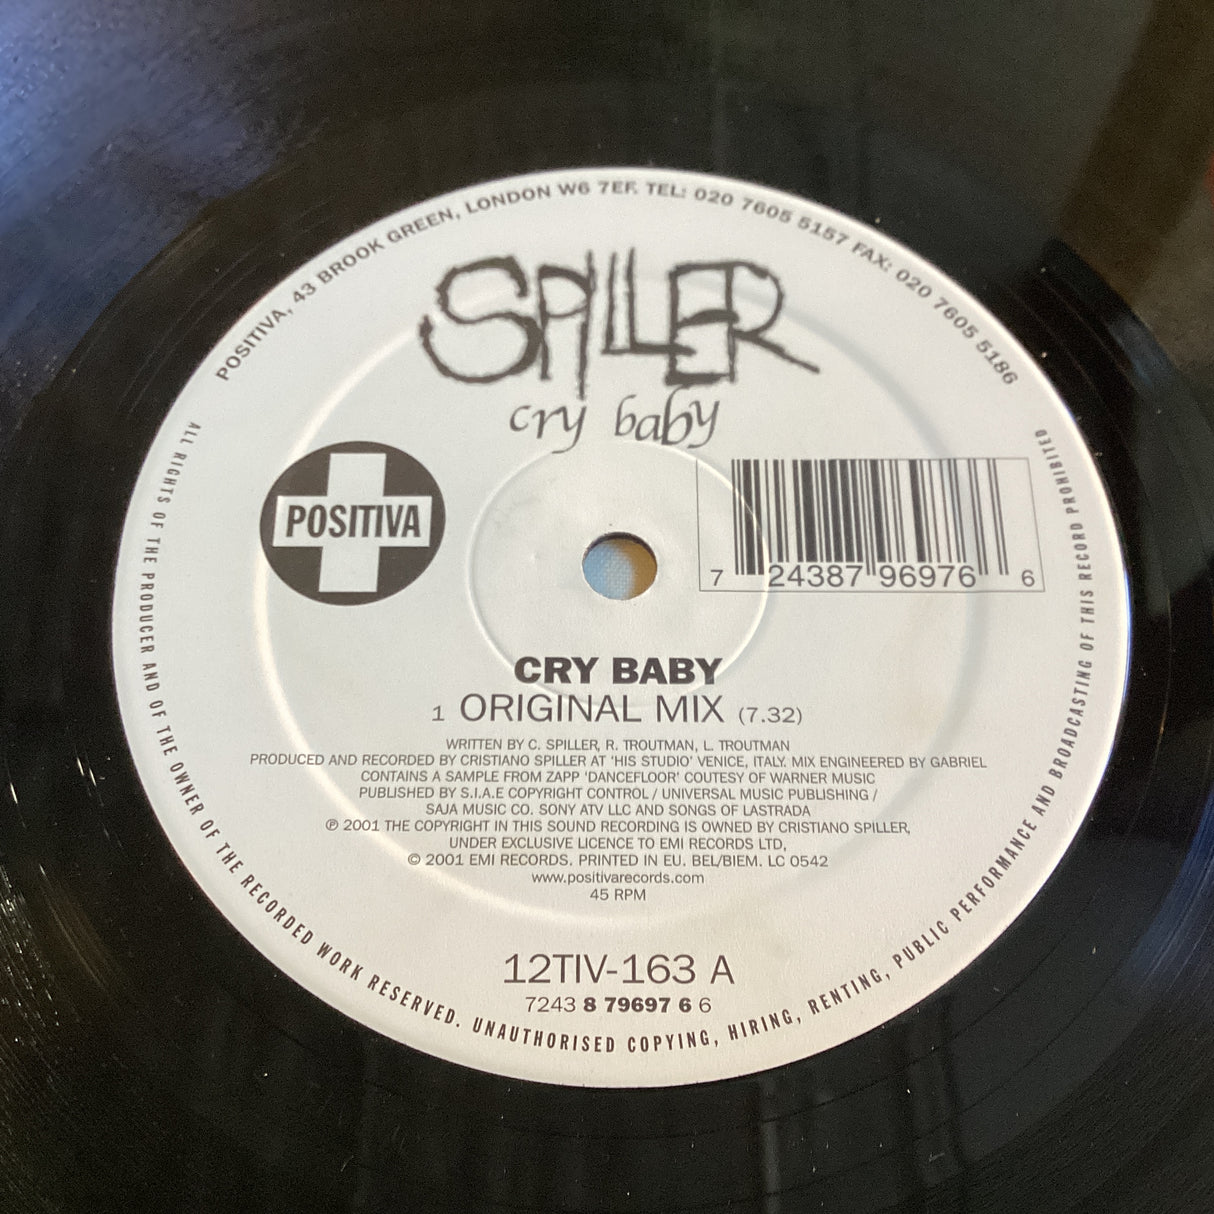 POSITIVA, 43 BROOK GREEN, LONDON W6 7EF. TEL: 020 7605 5157 FAX: 020 7605 5186
SPILLER
cry baby
POSITIVA
7 24387 96976 6
CRY BABY
1 ORIGINAL MIX (7.32)
WRITTEN BY C. SPILLER, R. TROUTMAN, L. TROUTMAN
PRODUCED AND RECORDED BY CRISTIANO SPILLER AT 'HIS STUDIO' VENICE, ITALY. MIX ENGINEERED BY GABRIEL
CONTAINS A SAMPLE FROM ZAPP 'DANCEFLOOR' COUTESY OF WARNER MUSIC
PUBLISHED BY S.I.A.E COPYRIGHT CONTROL / UNIVERSAL MUSIC PUBLISHING /
SAJA MUSIC CO. SONY ATV LLC AND SONGS OF LASTRADA
℗ 2001 THE COPYRIGHT IN THIS SOUND RECORDING IS OWNED BY CRISTIANO SPILLER,
UNDER EXCLUSIVE LICENCE TO EMI RECORDS LTD,
© 2001 EMI RECORDS. PRINTED IN EU. BEL/BIEM. LC 0542
www.positivarecords.com
45 RPM
12TIV-163 A
7243 8 79697 6 6
ALL RIGHTS OF THE PRODUCER AND OF THE OWNER OF THE RECORDED WORK RESERVED. UNAUTHORISED COPYING, HIRING, RENTING, PUBLIC PERFORMANCE AND BROADCASTING OF THIS RECORD PROHIBITED